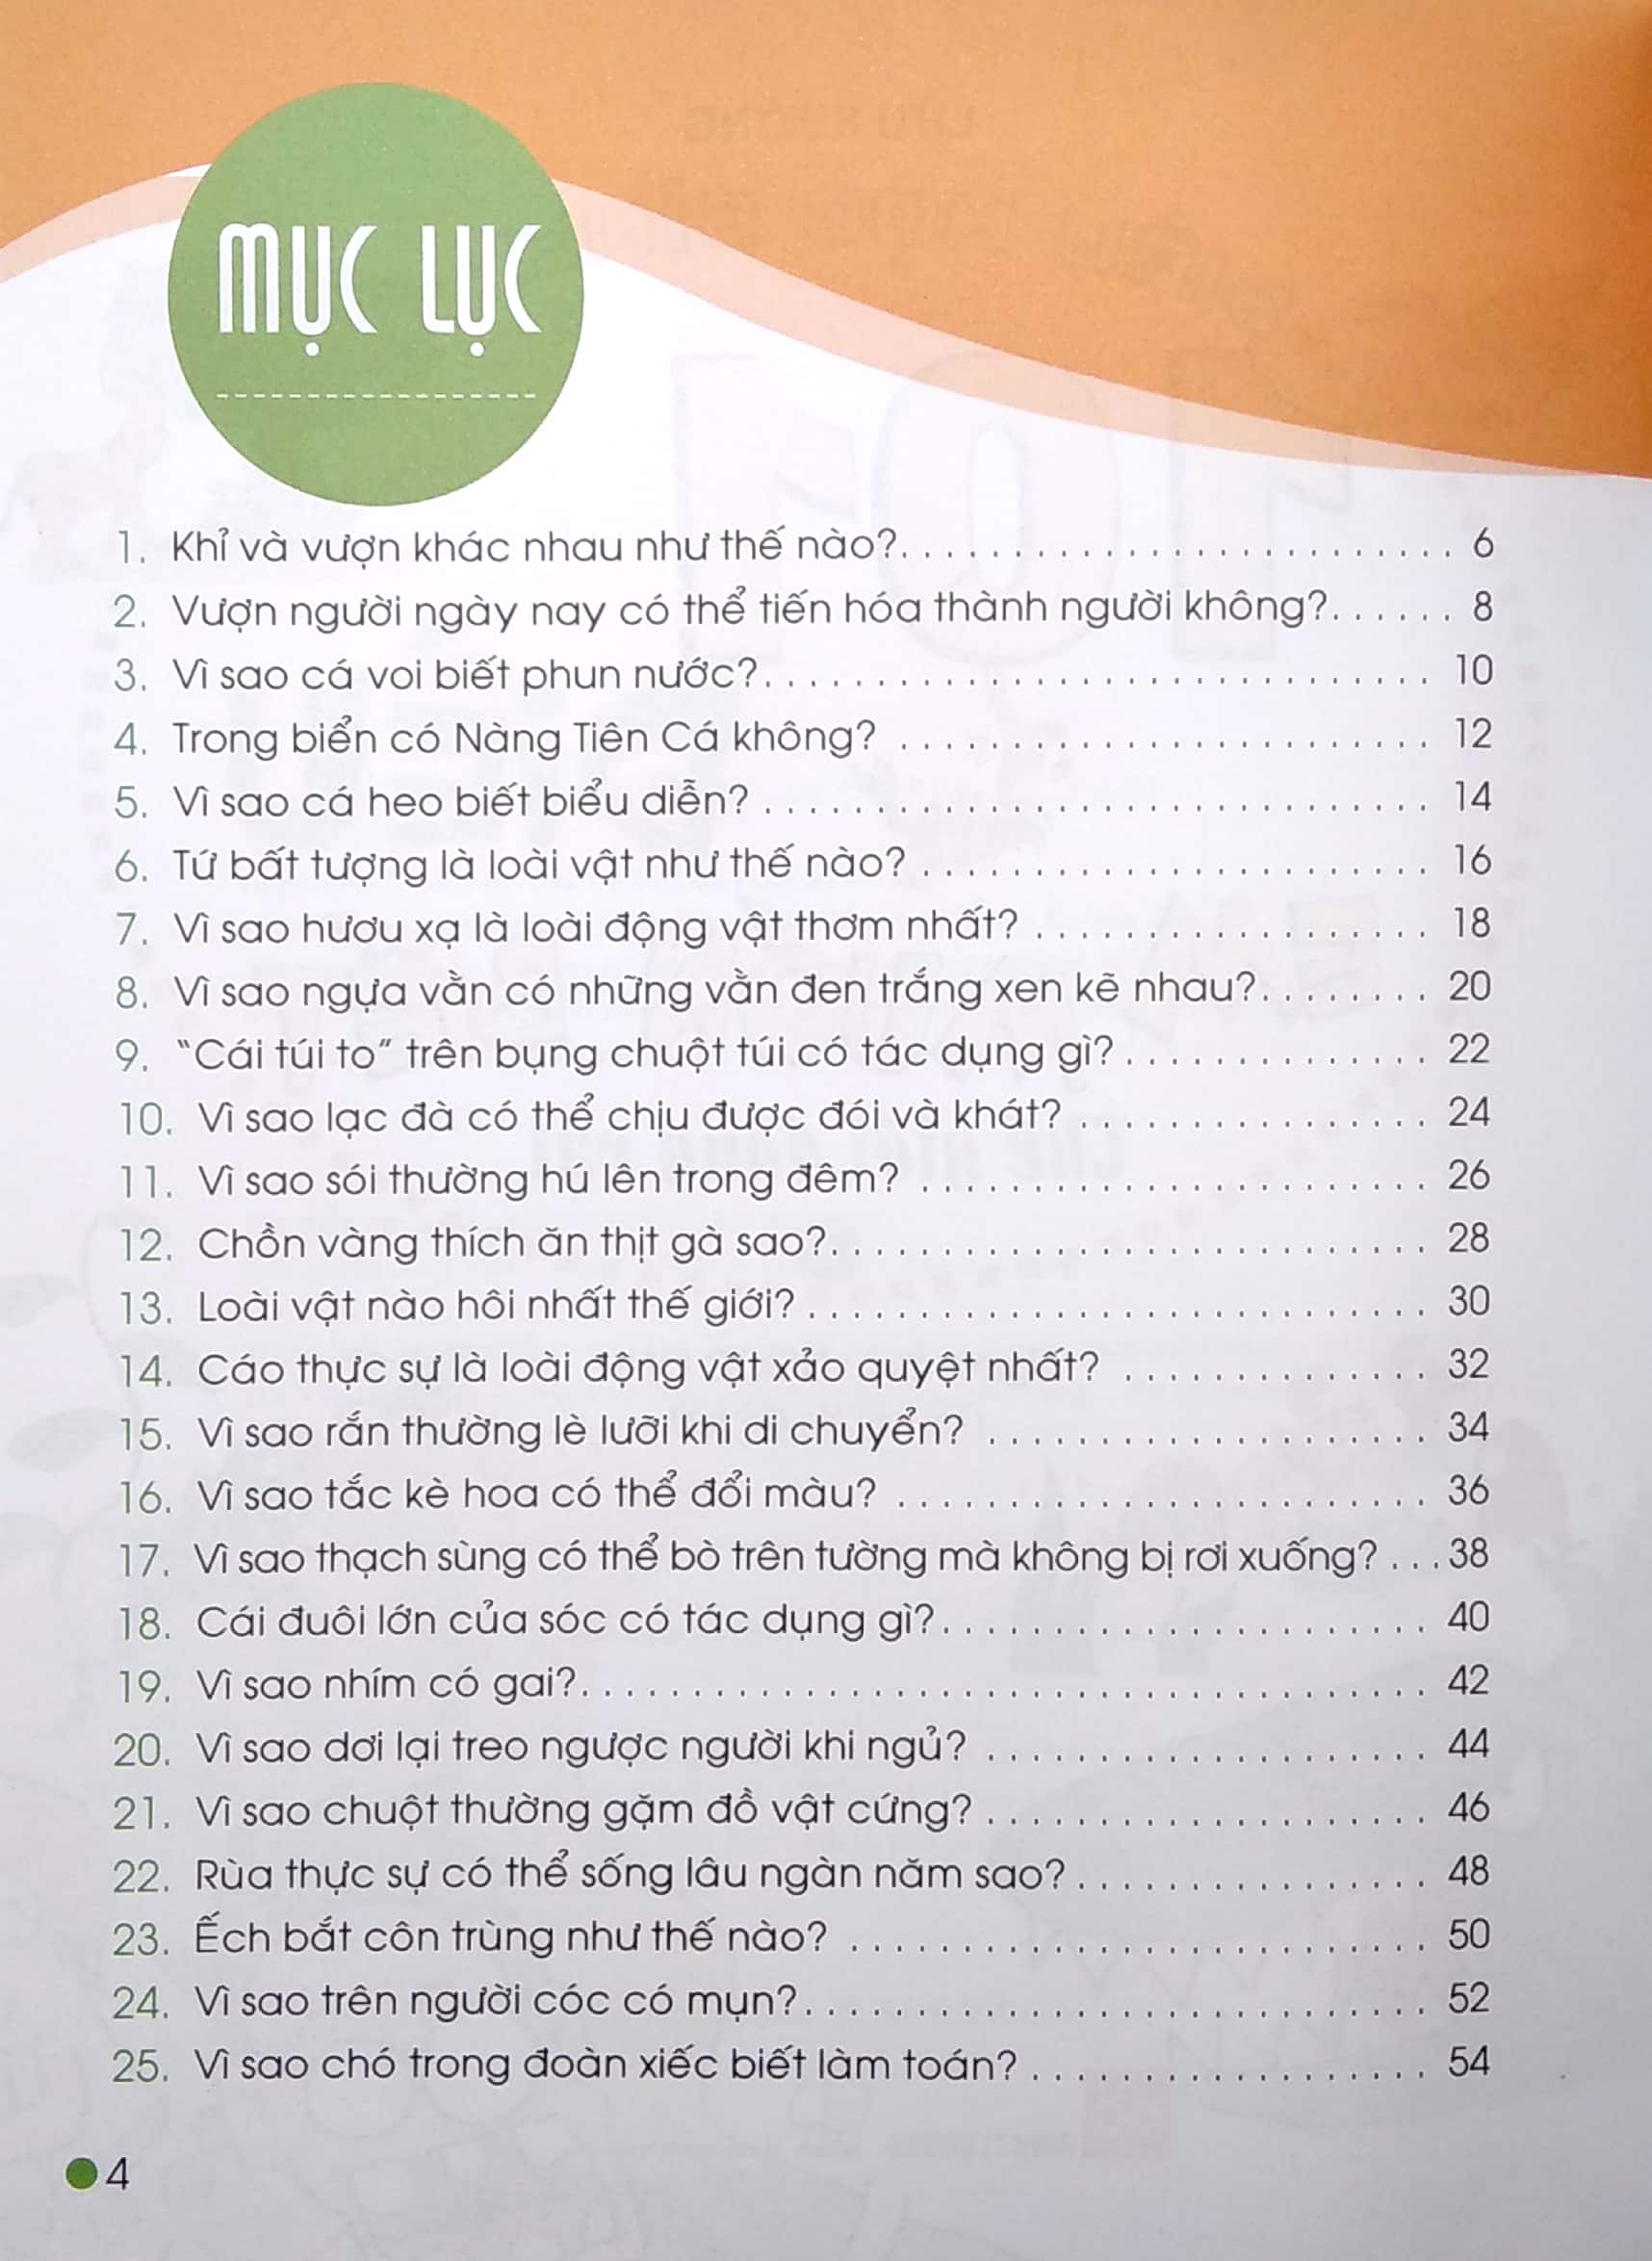 MỤC LỤC
1. Khỉ và vượn khác nhau như thế nào?. . . . . . . . . . . . . . . . . . . . . . . . . 6
2. Vượn người ngày nay có thể tiến hóa thành người không?. . . . . . 8
3. Vì sao cá voi biết phun nước?. . . . . . . . . . . . . . . . . . . . . . . . . . . . . . 10
4. Trong biển có Nàng Tiên Cá không? . . . . . . . . . . . . . . . . . . . . . . . . 12
5. Vì sao cá heo biết biểu diễn? . . . . . . . . . . . . . . . . . . . . . . . . . . . . . . 14
6. Tứ bất tượng là loài vật như thế nào? . . . . . . . . . . . . . . . . . . . . . . . 16
7. Vì sao hươu xạ là loài động vật thơm nhất? . . . . . . . . . . . . . . . . . . 18
8. Vì sao ngựa vằn có những vằn đen trắng xen kẽ nhau?. . . . . . . . 20
9. "Cái túi to" trên bụng chuột túi có tác dụng gì? . . . . . . . . . . . . . . 22
10. Vì sao lạc đà có thể chịu được đói và khát? . . . . . . . . . . . . . . . . 24
11. Vì sao sói thường hú lên trong đêm? . . . . . . . . . . . . . . . . . . . . . . . 26
12. Chồn vàng thích ăn thịt gà sao?. . . . . . . . . . . . . . . . . . . . . . . . . . . 28
13. Loài vật nào hôi nhất thế giới? . . . . . . . . . . . . . . . . . . . . . . . . . . . . 30
14. Cáo thực sự là loài động vật xảo quyệt nhất? . . . . . . . . . . . . . . 32
15. Vì sao rắn thường lè lưỡi khi di chuyển? . . . . . . . . . . . . . . . . . . . . 34
16. Vì sao tắc kè hoa có thể đổi màu? . . . . . . . . . . . . . . . . . . . . . . . . 36
17. Vì sao thạch sùng có thể bò trên tường mà không bị rơi xuống? . . . 38
18. Cái đuôi lớn của sóc có tác dụng gì?. . . . . . . . . . . . . . . . . . . . . . 40
19. Vì sao nhím có gai?. . . . . . . . . . . . . . . . . . . . . . . . . . . . . . . . . . . . . . 42
20. Vì sao dơi lại treo ngược người khi ngủ? . . . . . . . . . . . . . . . . . . . . 44
21. Vì sao chuột thường gặm đồ vật cứng? . . . . . . . . . . . . . . . . . . . . 46
22. Rùa thực sự có thể sống lâu ngàn năm sao? . . . . . . . . . . . . . . . . 48
23. Ếch bắt côn trùng như thế nào? . . . . . . . . . . . . . . . . . . . . . . . . . . 50
24. Vì sao trên người cóc có mụn?. . . . . . . . . . . . . . . . . . . . . . . . . . . . 52
25. Vì sao chó trong đoàn xiếc biết làm toán? . . . . . . . . . . . . . . . . . . 54
4